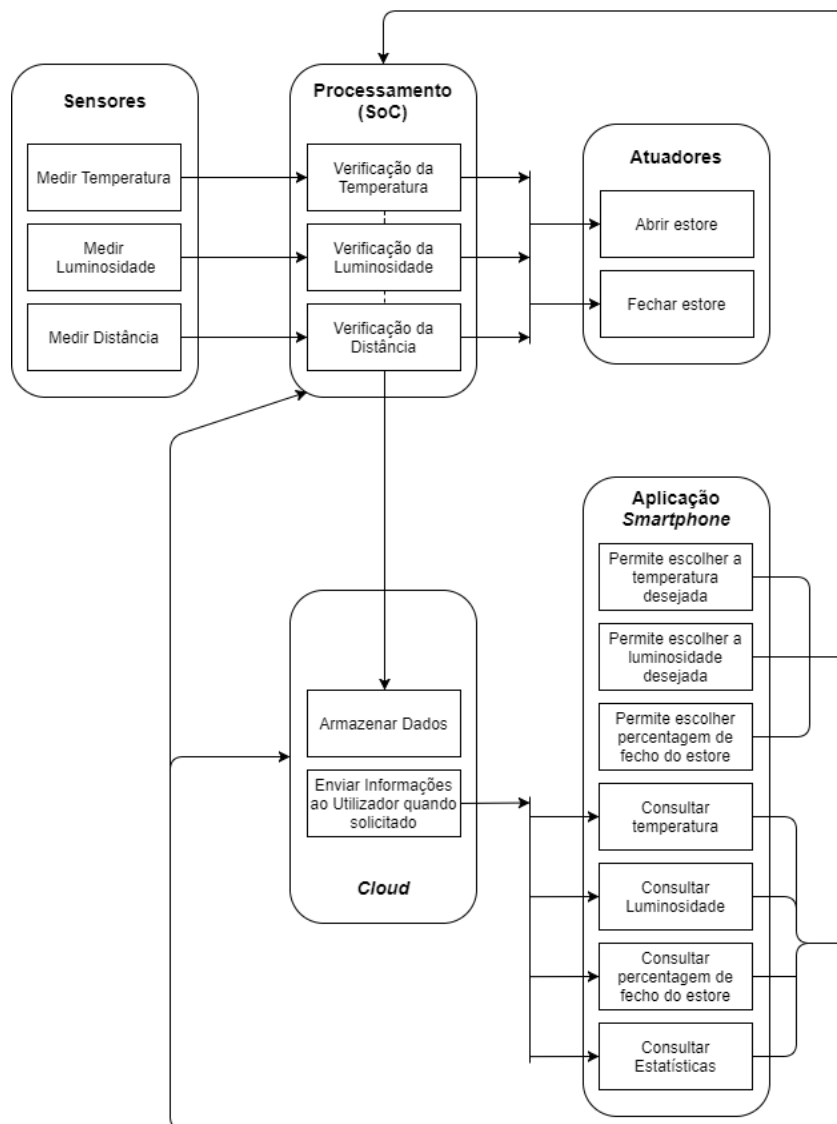 Sensores
Medir Temperatura
Medir
Luminosidade
Medir Distância
Processamento
(SoC)
Verificação da
Temperatura
Verificação da
Luminosidade
Verificação da
Distância
Atuadores
Abrir estore
Fechar estore
Armazenar Dados
Enviar Informações
ao Utilizador quando
solicitado
Cloud
Aplicação
Smartphone
Permite escolher a
temperatura
desejada
Permite escolher a
luminosidade
desejada
Permite escolher
percentagem de
fecho do estore
Consultar
temperatura
Consultar
Luminosidade
Consultar
percentagem de
fecho do estore
Consultar
Estatísticas